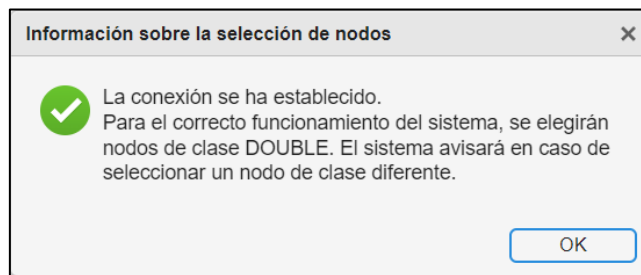 Información sobre la selección de nodos
La conexión se ha establecido.
Para el correcto funcionamiento del sistema, se elegirán
nodos de clase DOUBLE. El sistema avisará en caso de
seleccionar un nodo de clase diferente.
OK